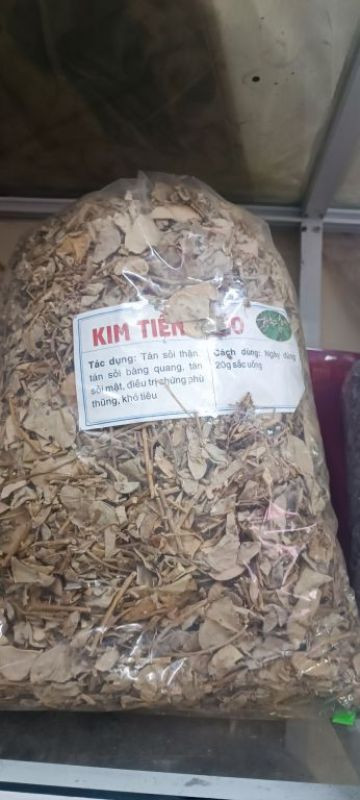 KIM TIỀN
Tác dụng: Tán sỏi thận,
tán sỏi bàng quang, tán
sỏi mật, điều trị chứng phù
thũng, khó tiêu
Cách dùng: Ngày dùng
20g sắc uống